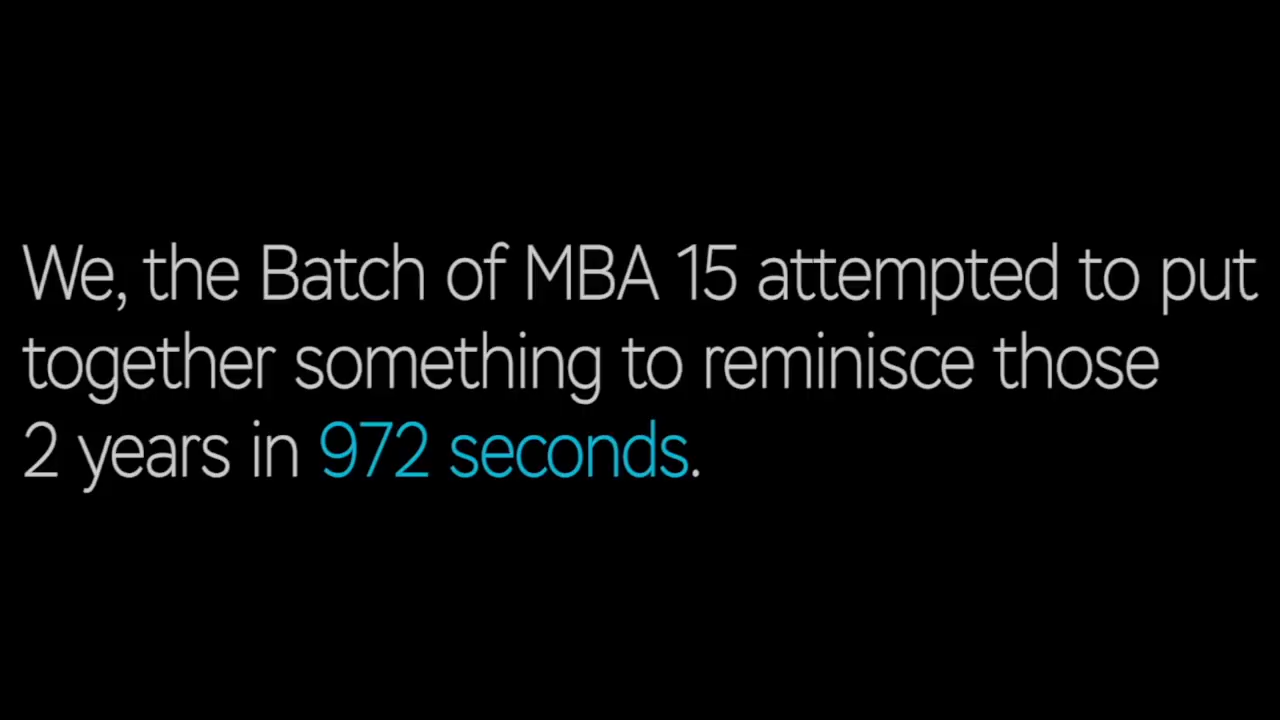 We, the Batch of MBA 15 attempted to put
together something to reminisce those
2 years in 972 seconds.